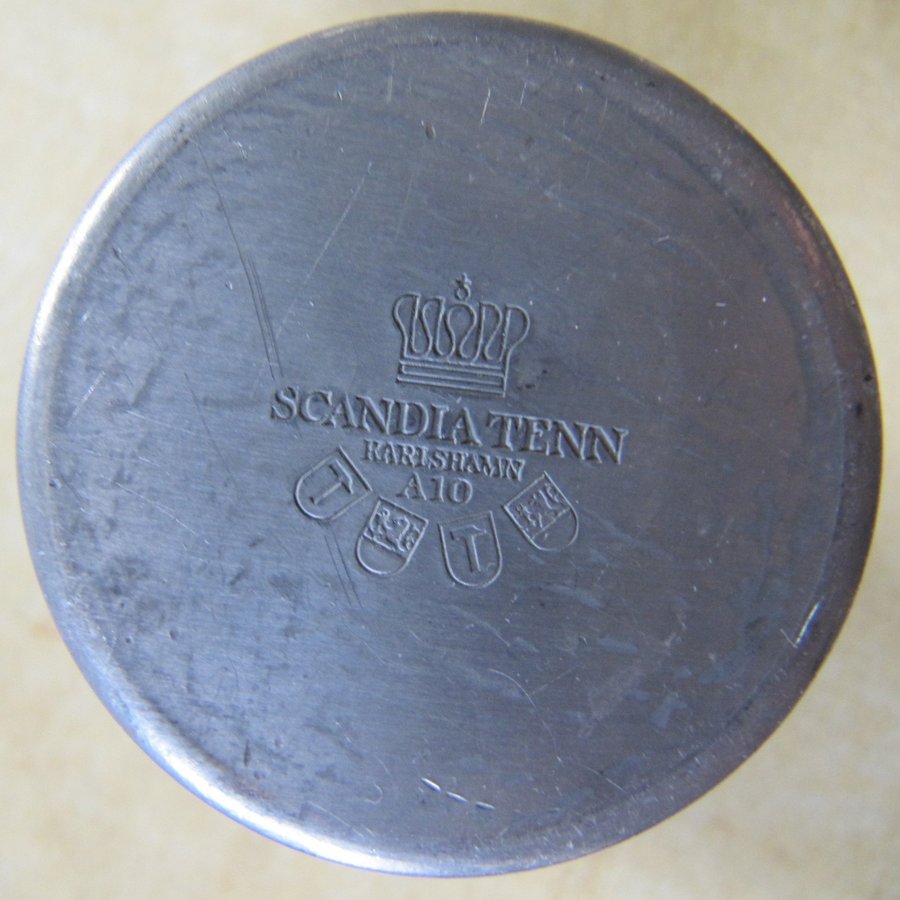 SCANDIA TENN
KARLSHAMN
A10
T T